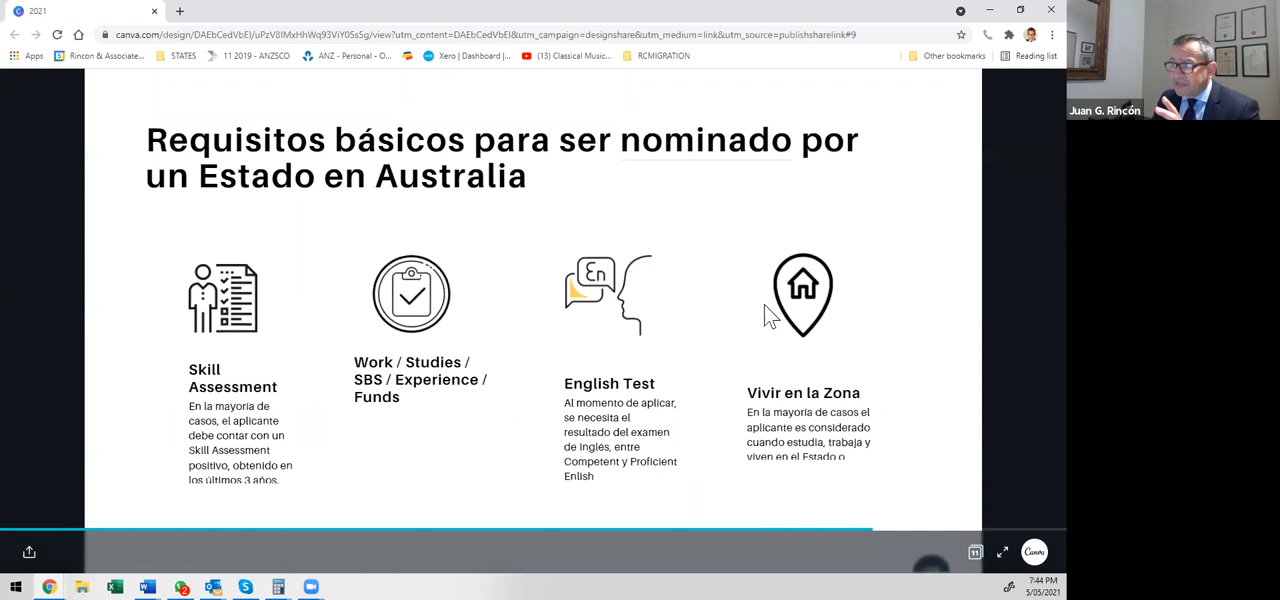 2021
canva.com/design/DAEbCedVbEI/uPzV8IMxHhWq93ViY05s5g/view?utm_content=DAEbCedVbEI&utm_campaign=designshare&utm_medium=link&utm_source=publishsharelink#9
Apps
Rincon & Associate...
STATES
11 2019 - ANZSCO
ANZ - Personal - O...
Xero | Dashboard |...
(13) Classical Music...
RCMIGRATION
Other bookmarks
Reading list
Juan G. Rincón
Requisitos básicos para ser nominado por
un Estado en Australia
Skill
Assessment
En la mayoría de
casos, el aplicante
debe contar con un
Skill Assessment
positivo, obtenido en
los últimos 3 años.
Work / Studies /
SBS / Experience /
Funds
En
English Test
Al momento de aplicar,
se necesita el
resultado del examen
de Inglés, entre
Competent y Proficient
Enlish
Vivir en la Zona
En la mayoría de casos el
aplicante es considerado
cuando estudia, trabaja y
viven en el Estado o
11
Canva
2
7:44 PM
5/05/2021